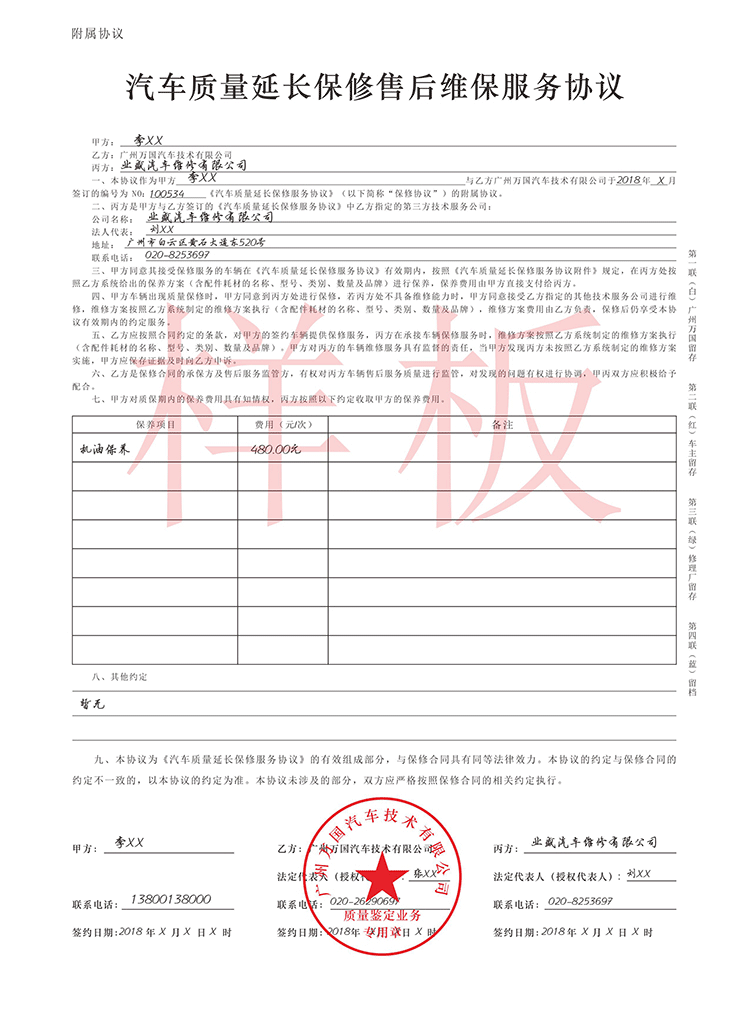 附属协议
汽车质量延长保修售后维保服务协议
甲方：李XX
乙方：广州万国汽车技术有限公司
丙方：业盛汽车维修有限公司
一、本协议作为甲方 李XX 与乙方广州万国汽车技术有限公司于2018年 X 月
签订的编号为 NO：100534 《汽车质量延长保修服务协议》（以下简称“保修协议”）的附属协议。
二、丙方是甲方与乙方签订的《汽车质量延长保修服务协议》中乙方指定的第三方技术服务公司：
公司名称：业盛汽车维修有限公司
法人代表：刘XX
地址：广州市白云区黄石大道东520号
联系电话：020-8253697
三、甲方同意其接受保修服务的车辆在《汽车质量延长保修服务协议》有效期内，按照《汽车质量延长保修服务协议附件》规定，在丙方处按
照乙方系统给出的保养方案（含配件耗材的名称、型号、类别、数量及品牌）进行保养，保养费用由甲方直接支付给丙方。
四、甲方车辆出现质量保修时，甲方同意到丙方处进行保修，若丙方处不具备维修能力时，甲方同意接受乙方指定的其他技术服务公司进行维
修，维修方案按照乙方系统制定的维修方案执行（含配件耗材的名称、型号、类别、数量及品牌），维修方案费用由乙方负责，保修后仍享受本协
议有效期内的约定服务。
五、乙方应按照合同约定的条款，对甲方的签约车辆提供保修服务，丙方在承接车辆保修服务时，维修方案按照乙方系统制定的维修方案执行
（含配件耗材的名称、型号、类别、数量及品牌）。甲方对丙方的车辆维修服务具有监督的责任，当甲方发现丙方未按照乙方系统制定的维修方案
实施，甲方应保存证据及时向乙方申诉。
六、乙方是保修合同的承保方及售后服务监管方，有权对丙方车辆售后服务质量进行监管，对发现的问题有权进行协调，甲丙双方应积极给予
配合。
七、甲方对质保期内的保养费用具有知情权，丙方按照以下约定收取甲方的保养费用。
样板
保养项目 费用（元/次） 备注
机油保养 480.00元
八、其他约定
暂无
九、本协议为《汽车质量延长保修服务协议》的有效组成部分，与保修合同具有同等法律效力。本协议的约定与保修合同的
约定不一致的，以本协议的约定为准。本协议未涉及的部分，双方应严格按照保修合同的相关约定执行。
甲方：李XX
联系电话：13800138000
签约日期：2018 年 X 月 X 日 X 时
乙方：广州万国汽车技术有限公司
法定代表人（授权代表人）：张XX
联系电话：020-26290697
签约日期：2018年 X 月 X 日 X 时
广州万国汽车技术有限公司
质量鉴定业务
专用章
丙方：业盛汽车维修有限公司
法定代表人（授权代表人）：刘XX
联系电话：020-8253697
签约日期：2018 年 X 月 X 日 X 时
第一联（白）广州万国留存
第二联（红）车主留存
第三联（绿）修理厂留存
第四联（蓝）留档